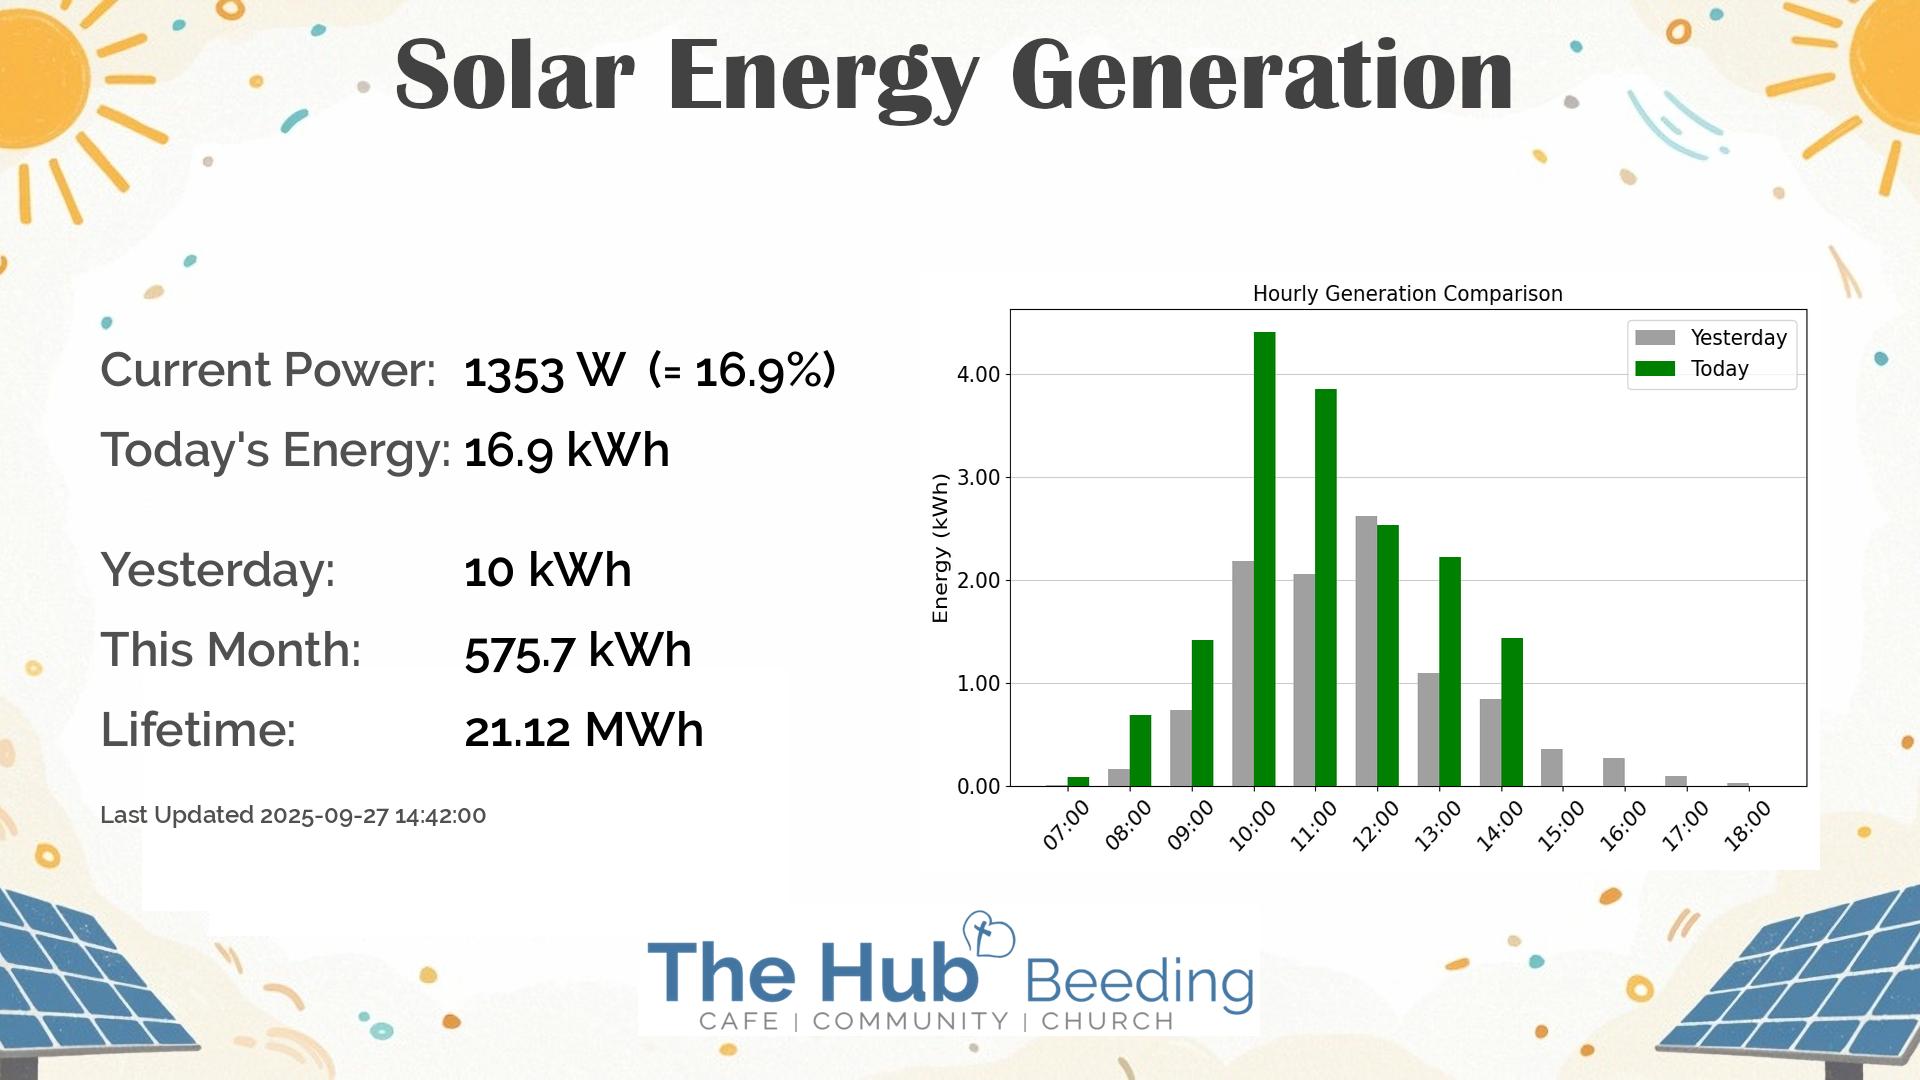 Solar Energy Generation
Current Power: 1353 W (= 16.9%)
Today's Energy: 16.9 kWh
Yesterday: 10 kWh
This Month: 575.7 kWh
Lifetime: 21.12 MWh
Last Updated 2025-09-27 14:42:00
Hourly Generation Comparison
Yesterday
Today
Energy (kWh)
4.00
3.00
2.00
1.00
0.00
07:00 08:00 09:00 10:00 11:00 12:00 13:00 14:00 15:00 16:00 17:00 18:00
The Hub Beeding
CAFE | COMMUNITY | CHURCH